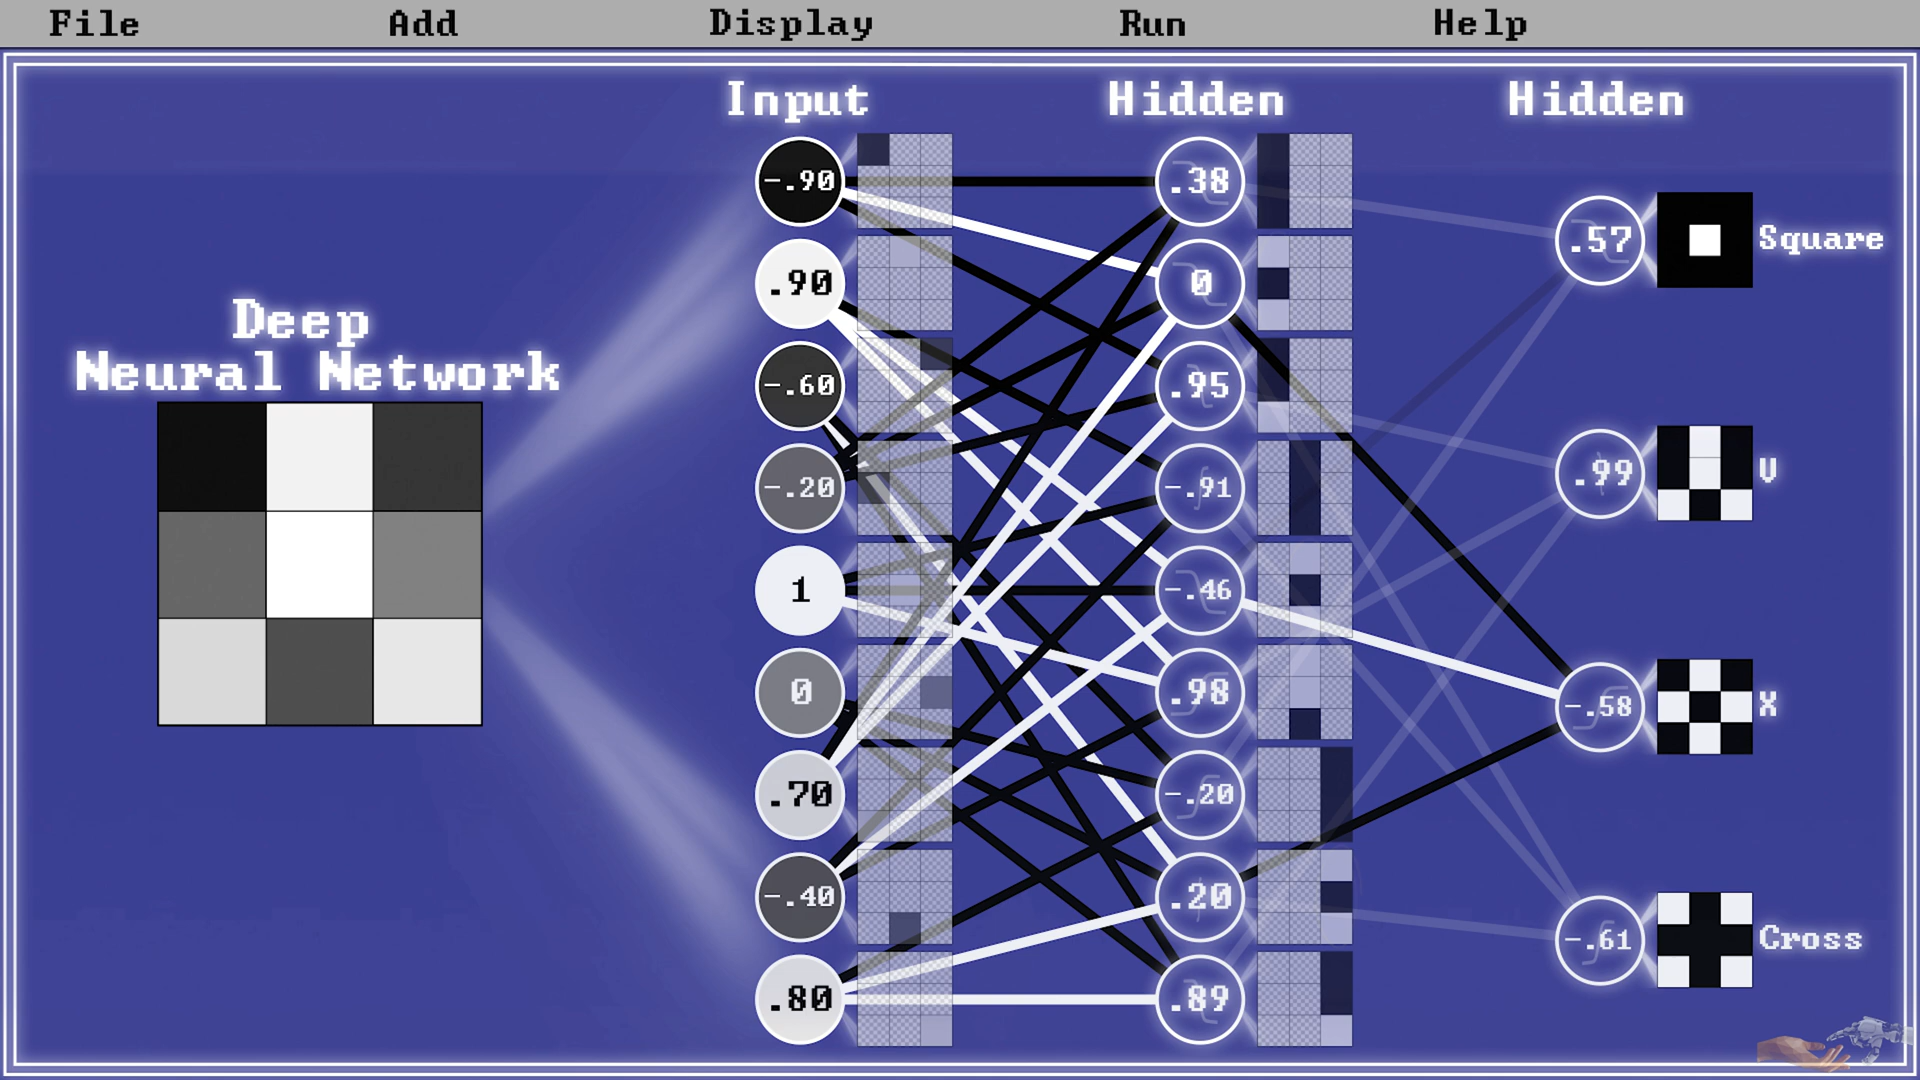 File Add Display Run Help
Input Hidden Hidden
Deep
Neural Network
-.90
.90
-.60
-.20
1
0
.70
-.40
.80
.38
0
.95
-.91
-.46
.98
-.20
.20
.89
.57 Square
.99 V
-.58 X
-.61 Cross